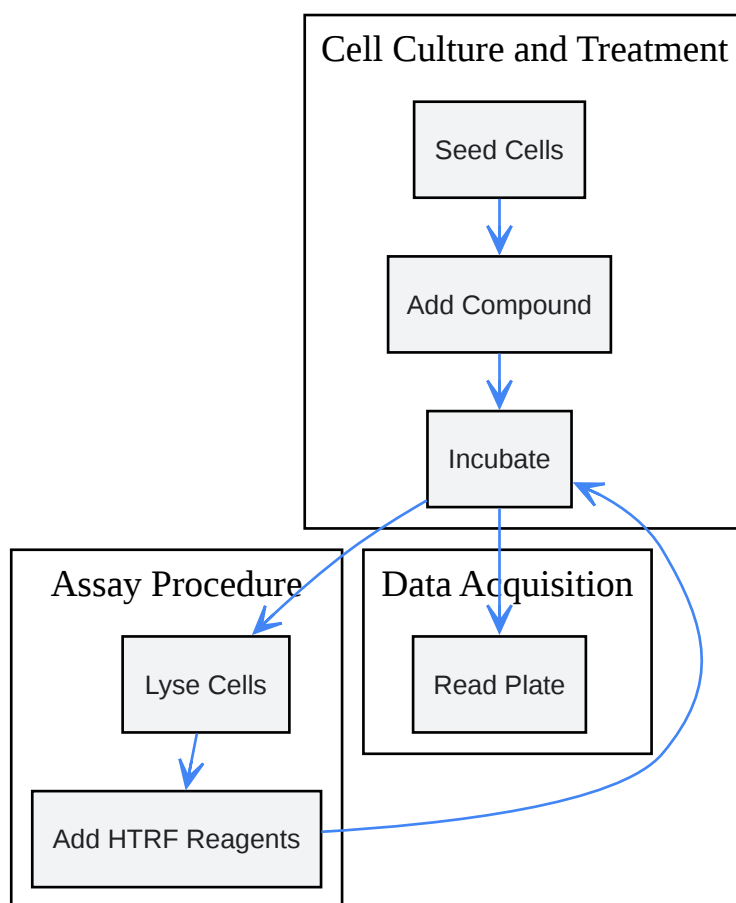 Cell Culture and Treatment
Seed Cells
Add Compound
Incubate
Assay Procedure
Lyse Cells
Add HTRF Reagents
Data Acquisition
Read Plate